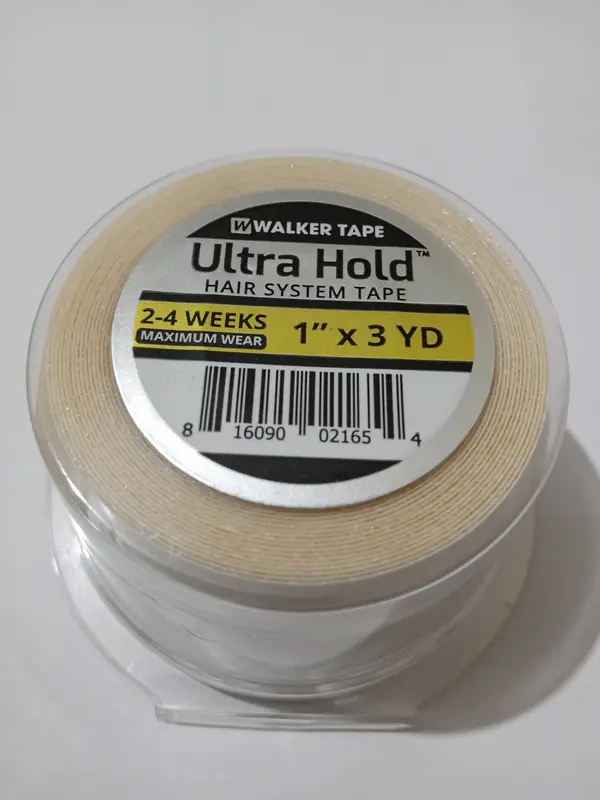 W WALKER TAPE
Ultra Hold™
HAIR SYSTEM TAPE
2-4 WEEKS
MAXIMUM WEAR
1" x 3 YD
8 16090 02165 4